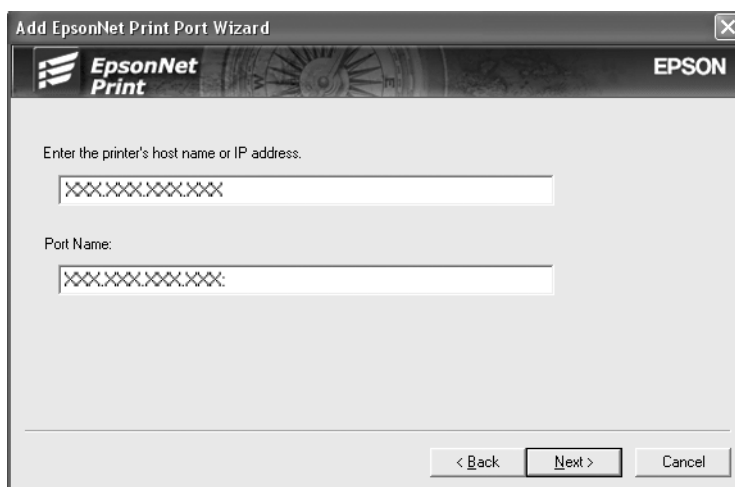 Add EpsonNet Print Port Wizard
EpsonNet
Print
EPSON
Enter the printer's host name or IP address.
XXX.XXX.XXX.XXX
Port Name:
XXX.XXX.XXX.XXX:
< Back
Next >
Cancel